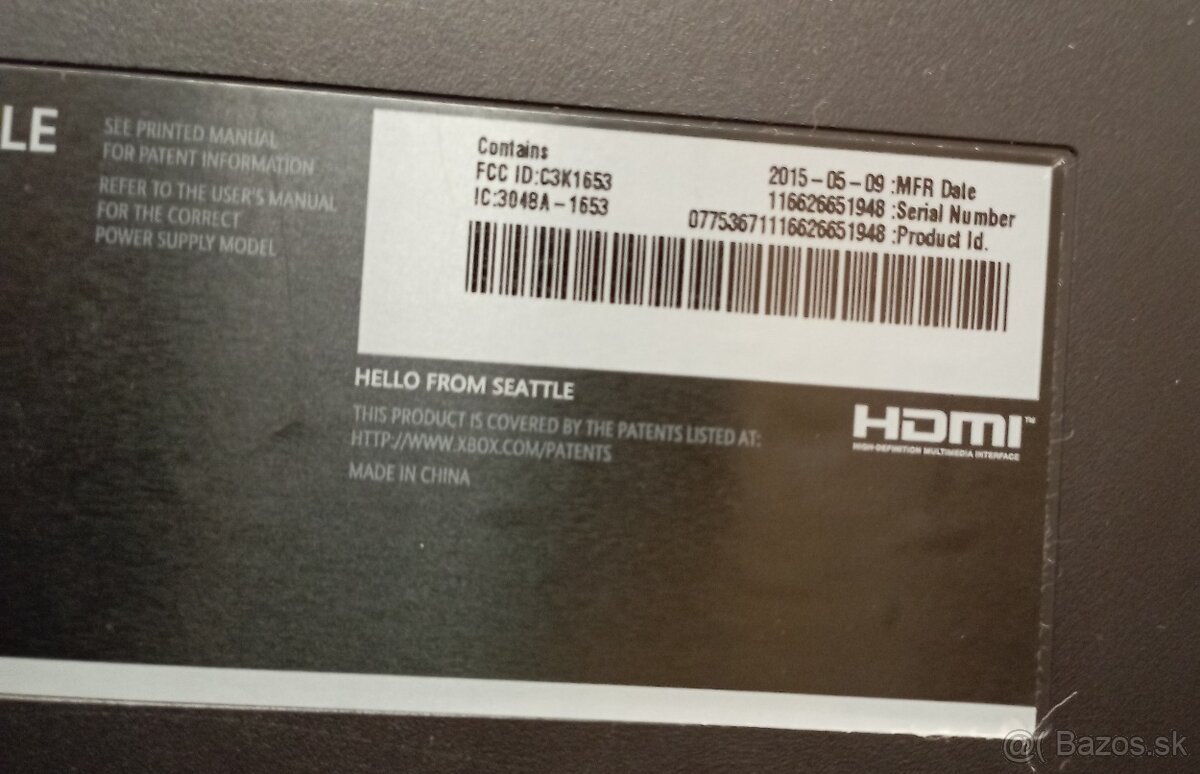 LE
SEE PRINTED MANUAL
FOR PATENT INFORMATION
REFER TO THE USER'S MANUAL
FOR THE CORRECT
POWER SUPPLY MODEL
Contains
FCC ID:C3K1653
IC:3048A-1653
2015-05-09 :MFR Date
116626651948 :Serial Number
07753671116626651948 :Product Id.
HELLO FROM SEATTLE
THIS PRODUCT IS COVERED BY THE PATENTS LISTED AT:
HTTP://WWW.XBOX.COM/PATENTS
MADE IN CHINA
HDMI™
HIGH-DEFINITION MULTIMEDIA INTERFACE
@( Bazos.sk